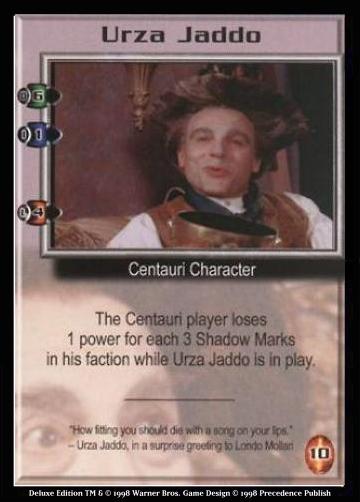 Urza Jaddo
6
1
4
Centauri Character
The Centauri player loses
1 power for each 3 Shadow Marks
in his faction while Urza Jaddo is in play.
"How fitting you should die with a song on your lips."
– Urza Jaddo, in a surprise greeting to Londo Mollari
10
Deluxe Edition TM & © 1998 Warner Bros. Game Design © 1998 Precedence Publish